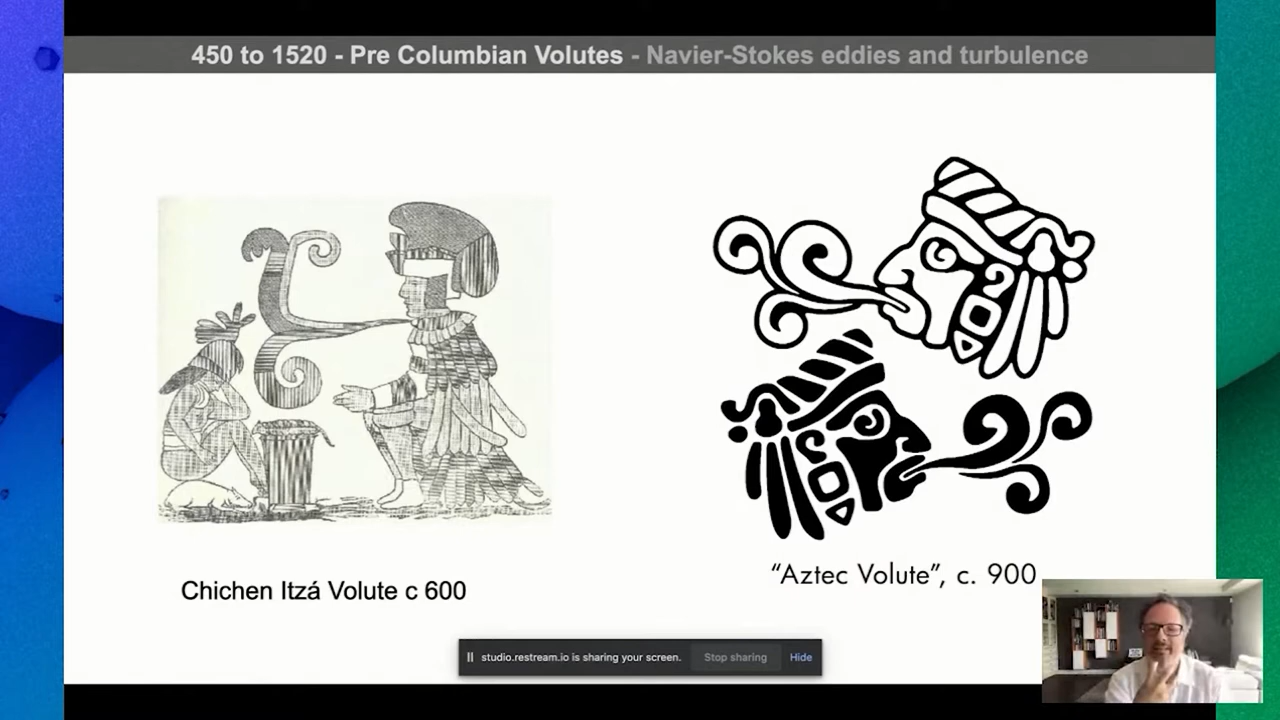 450 to 1520 - Pre Columbian Volutes - Navier-Stokes eddies and turbulence
Chichen Itzá Volute c 600
“Aztec Volute”, c. 900
studio.restream.io is sharing your screen. Stop sharing Hide